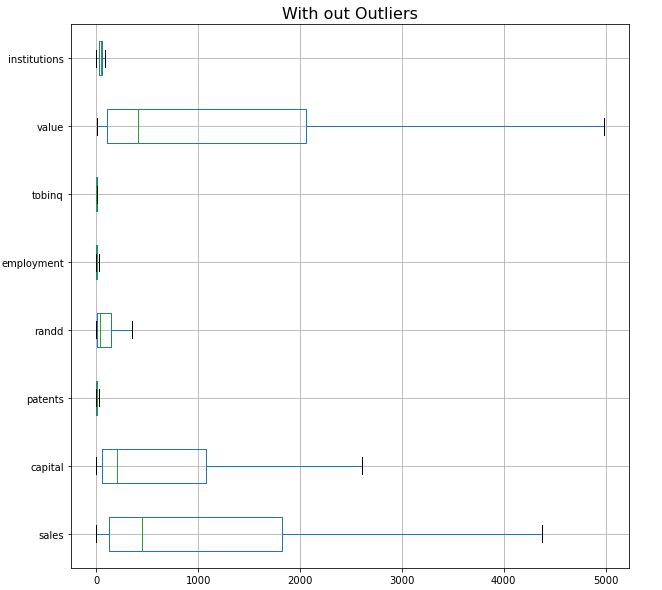 With out Outliers
institutions
value
tobinq
employment
randd
patents
capital
sales
0 1000 2000 3000 4000 5000